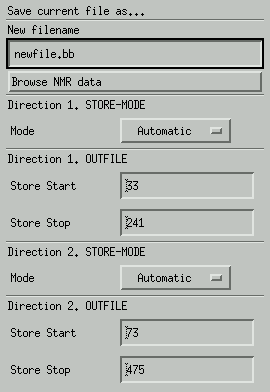 Save current file as...
New filename
newfile.bb
Browse NMR data
Direction 1. STORE-MODE
Mode Automatic
Direction 1. OUTFILE
Store Start 33
Store Stop 241
Direction 2. STORE-MODE
Mode Automatic
Direction 2. OUTFILE
Store Start 73
Store Stop 475